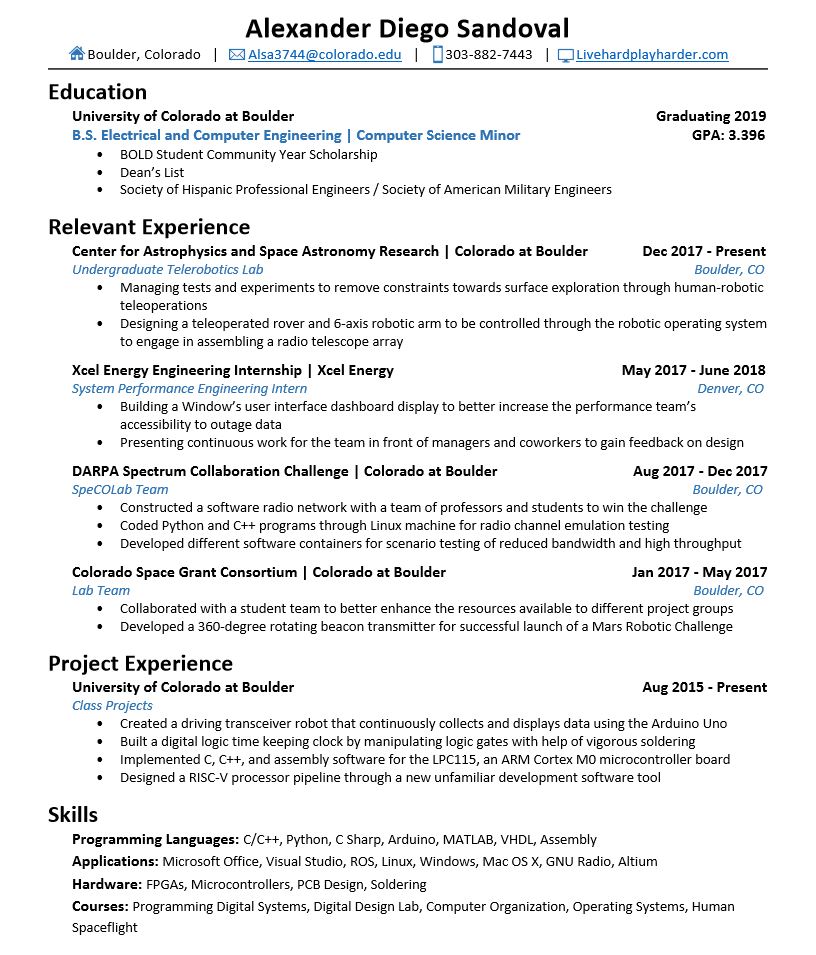 Alexander Diego Sandoval
Boulder, Colorado | Alsa3744@colorado.edu | 303-882-7443 | Livehardplayharder.com
Education
University of Colorado at Boulder Graduating 2019
B.S. Electrical and Computer Engineering | Computer Science Minor GPA: 3.396
• BOLD Student Community Year Scholarship
• Dean's List
• Society of Hispanic Professional Engineers / Society of American Military Engineers
Relevant Experience
Center for Astrophysics and Space Astronomy Research | Colorado at Boulder Dec 2017 - Present
Undergraduate Telerobotics Lab Boulder, CO
• Managing tests and experiments to remove constraints towards surface exploration through human-robotic
teleoperations
• Designing a teleoperated rover and 6-axis robotic arm to be controlled through the robotic operating system
to engage in assembling a radio telescope array
Xcel Energy Engineering Internship | Xcel Energy May 2017 - June 2018
System Performance Engineering Intern Denver, CO
• Building a Window's user interface dashboard display to better increase the performance team's
accessibility to outage data
• Presenting continuous work for the team in front of managers and coworkers to gain feedback on design
DARPA Spectrum Collaboration Challenge | Colorado at Boulder Aug 2017 - Dec 2017
SpeCOLab Team Boulder, CO
• Constructed a software radio network with a team of professors and students to win the challenge
• Coded Python and C++ programs through Linux machine for radio channel emulation testing
• Developed different software containers for scenario testing of reduced bandwidth and high throughput
Colorado Space Grant Consortium | Colorado at Boulder Jan 2017 - May 2017
Lab Team Boulder, CO
• Collaborated with a student team to better enhance the resources available to different project groups
• Developed a 360-degree rotating beacon transmitter for successful launch of a Mars Robotic Challenge
Project Experience
University of Colorado at Boulder Aug 2015 - Present
Class Projects
• Created a driving transceiver robot that continuously collects and displays data using the Arduino Uno
• Built a digital logic time keeping clock by manipulating logic gates with help of vigorous soldering
• Implemented C, C++, and assembly software for the LPC115, an ARM Cortex M0 microcontroller board
• Designed a RISC-V processor pipeline through a new unfamiliar development software tool
Skills
Programming Languages: C/C++, Python, C Sharp, Arduino, MATLAB, VHDL, Assembly
Applications: Microsoft Office, Visual Studio, ROS, Linux, Windows, Mac OS X, GNU Radio, Altium
Hardware: FPGAs, Microcontrollers, PCB Design, Soldering
Courses: Programming Digital Systems, Digital Design Lab, Computer Organization, Operating Systems, Human
Spaceflight